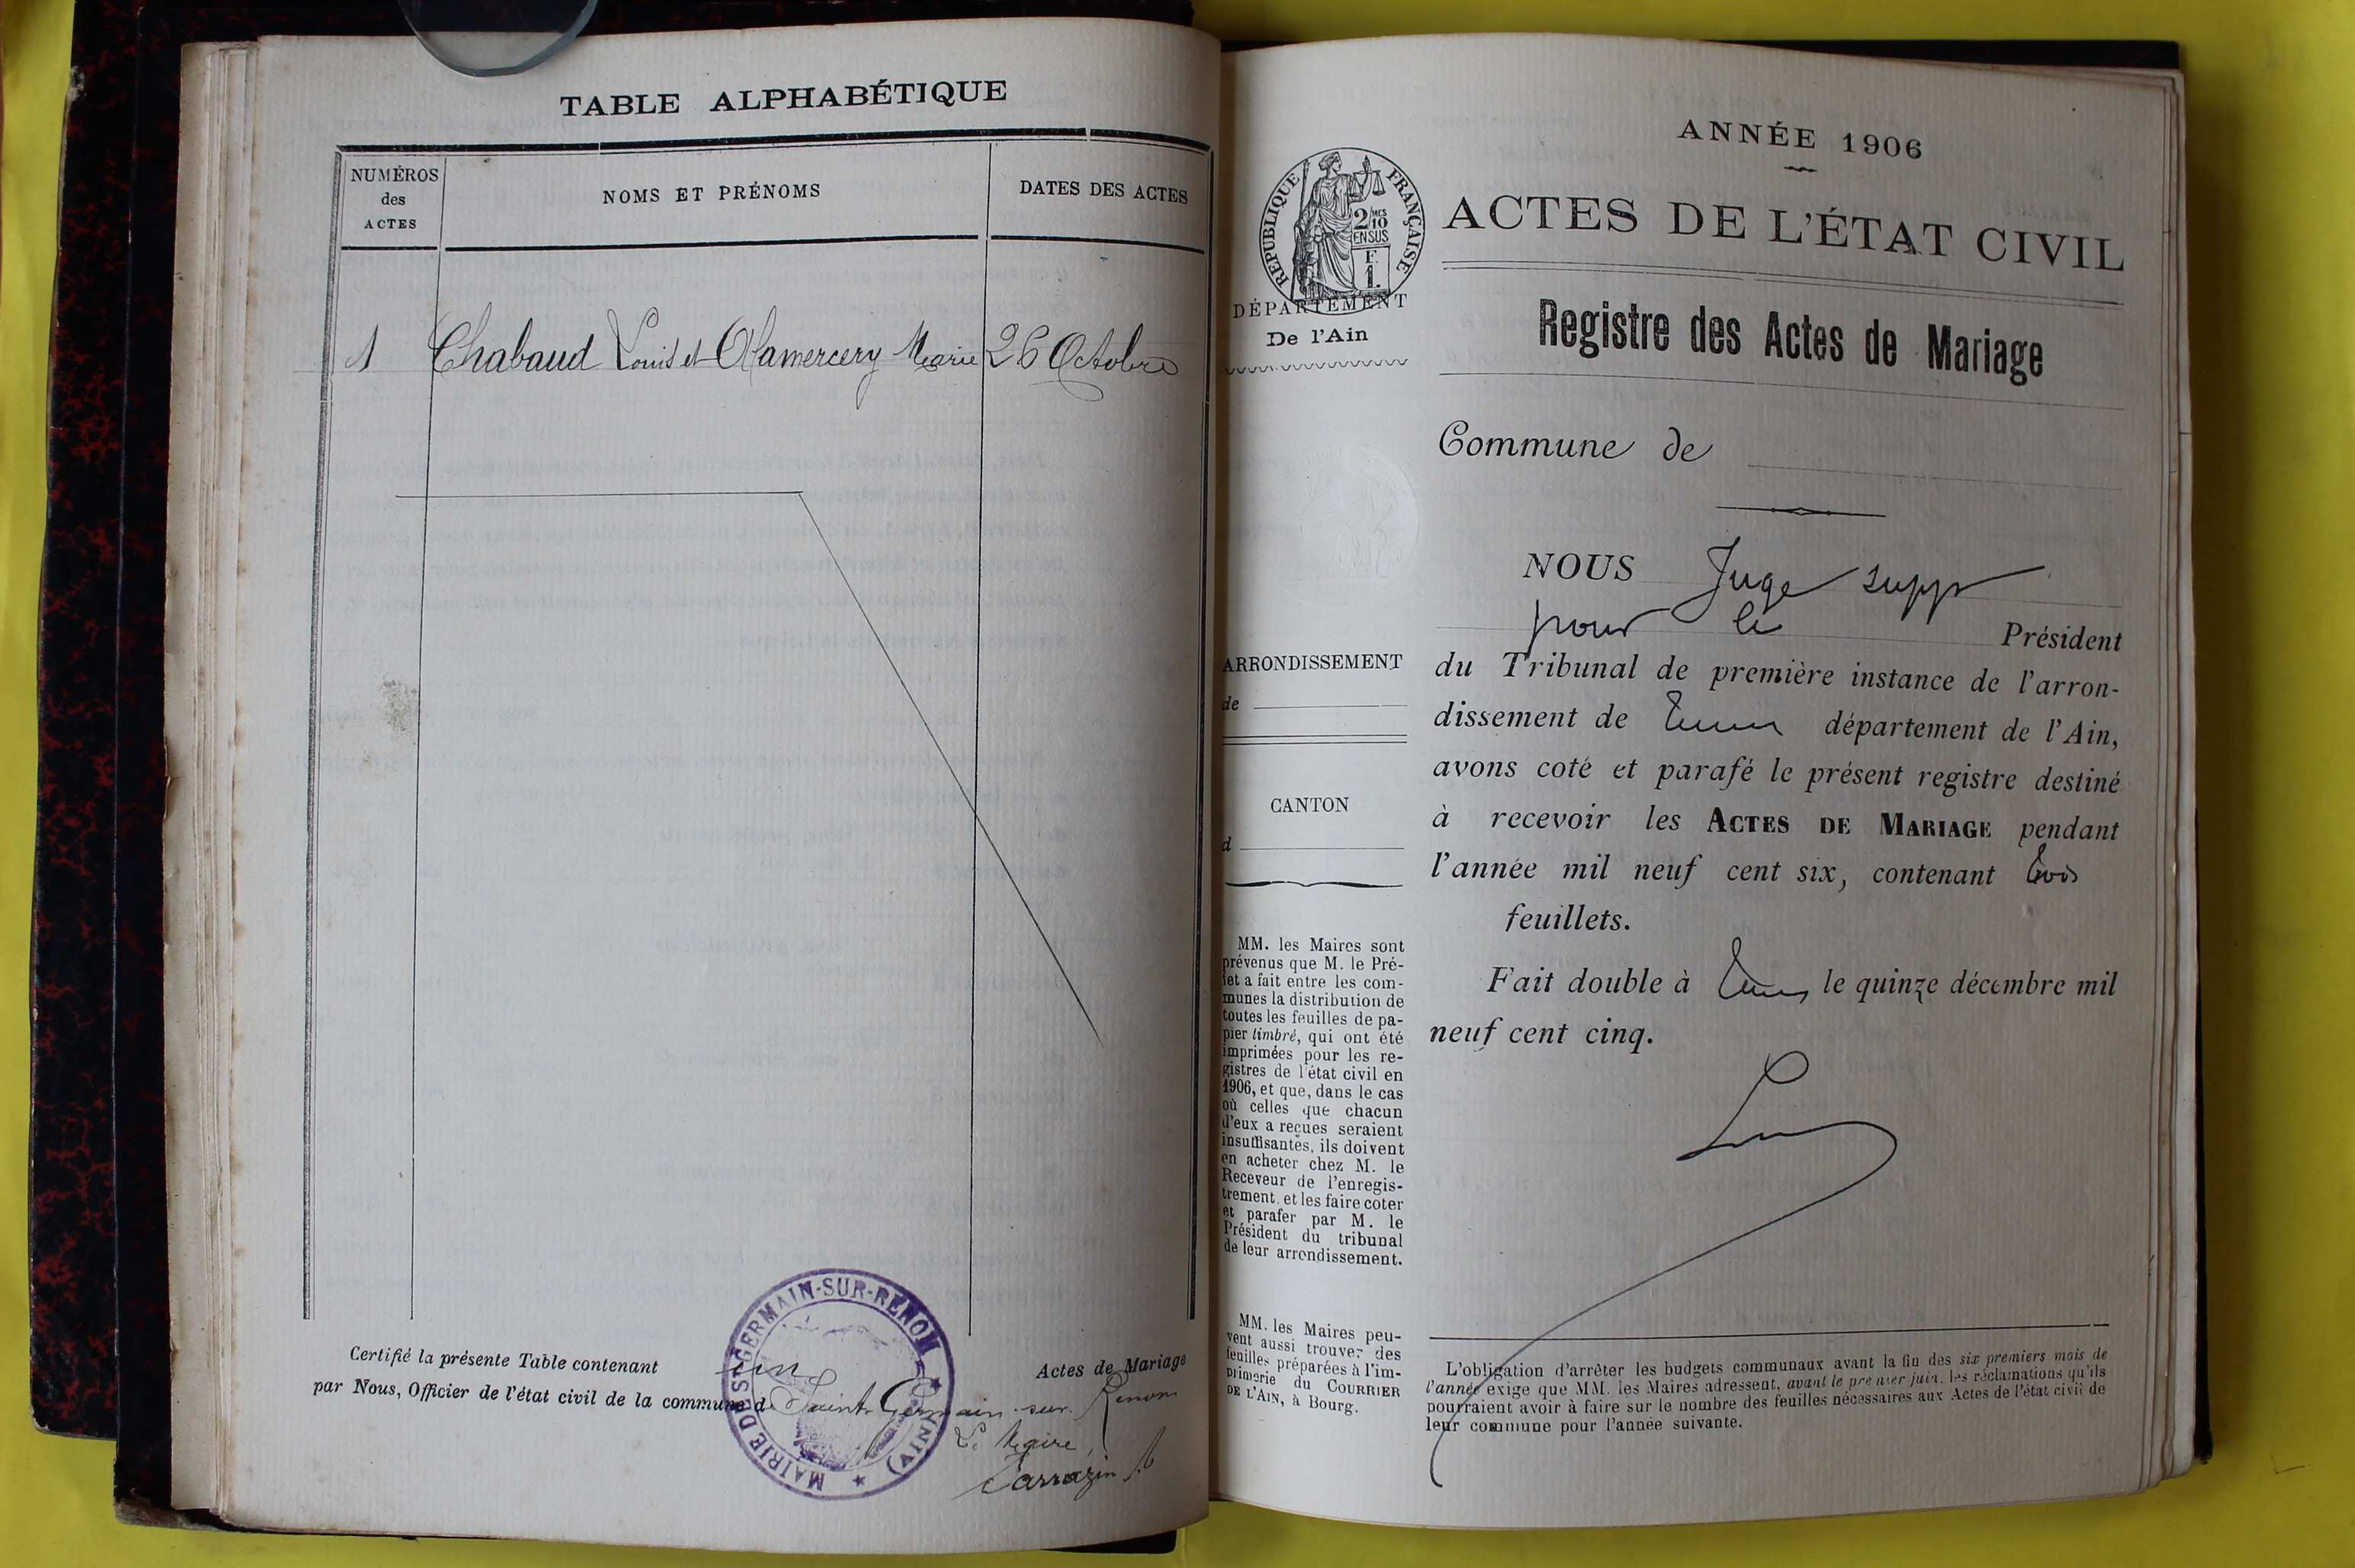 TABLE ALPHABÉTIQUE
NUMÉROS
des
ACTES
NOMS ET PRÉNOMS
DATES DES ACTES
1 Chabaud Louis et Hamercery Marie 26 Octobre
Certifié la présente Table contenant un Actes de Mariage
par Nous, Officier de l'état civil de la commune d Saint-Germain-sur-Renon
Le Maire,
Sarrazin
MAIRIE DE ST GERMAIN-SUR-RENON
(AIN)
ANNÉE 1906
ACTES DE L'ÉTAT CIVIL
Registre des Actes de Mariage
RÉPUBLIQUE FRANÇAISE
2/10MES
EN SUS
F.
1.
DÉPARTEMENT
De l'Ain
Commune de
NOUS Juge supp
pour le Président
du Tribunal de première instance de l'arron-
dissement de département de l'Ain,
avons coté et parafé le présent registre destiné
à recevoir les ACTES DE MARIAGE pendant
l'année mil neuf cent six, contenant trois
feuillets.
Fait double à le quinze décembre mil
neuf cent cinq.
ARRONDISSEMENT
de
CANTON
d
MM. les Maires sont
prévenus que M. le Pré-
fet a fait entre les com-
munes la distribution de
toutes les feuilles de pa-
pier timbré, qui ont été
imprimées pour les re-
gistres de l'état civil en
1906, et que, dans le cas
où celles que chacun
d'eux a reçues seraient
insuffisantes, ils doivent
en acheter chez M. le
Receveur de l'enregis-
trement, et les faire coter
et parafer par M. le
Président du tribunal
de leur arrondissement.
MM. les Maires peu-
vent aussi trouver des
feuilles préparées à l'im-
primerie du COURRIER
DE L'AIN, à Bourg.
L'obligation d'arrêter les budgets communaux avant la fin des six premiers mois de
l'année exige que MM. les Maires adressent, avant le premier juin, les réclamations qu'ils
pourraient avoir à faire sur le nombre des feuilles nécessaires aux Actes de l'état civil de
leur commune pour l'année suivante.